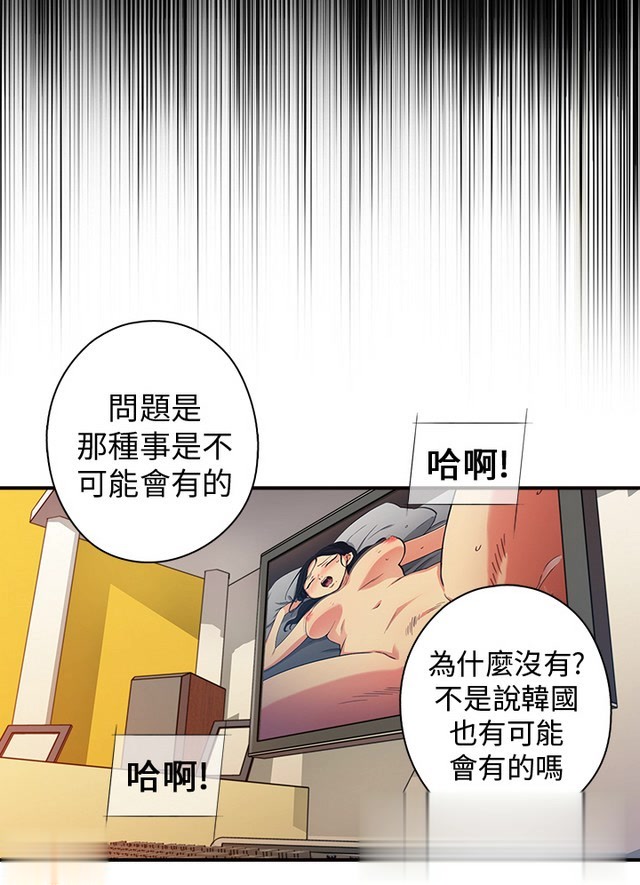 問題是
那種事是不
可能會有的
哈啊!
為什麼沒有?
不是說韓國
也有可能
會有的嗎
哈啊!